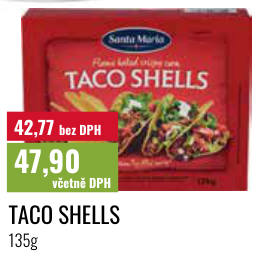 Santa Maria
Flame baked crispy corn
TACO SHELLS
42,77 bez DPH
47,90
včetně DPH
135g
TACO SHELLS
135g